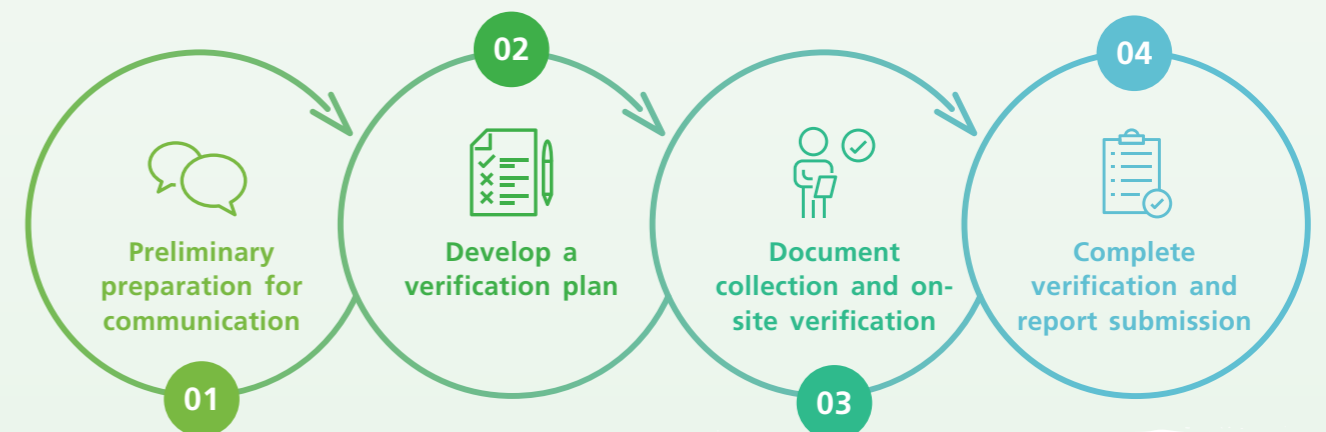 01
Preliminary
preparation for
communication
02
Develop a
verification plan
03
Document
collection and on-
site verification
04
Complete
verification and
report submission